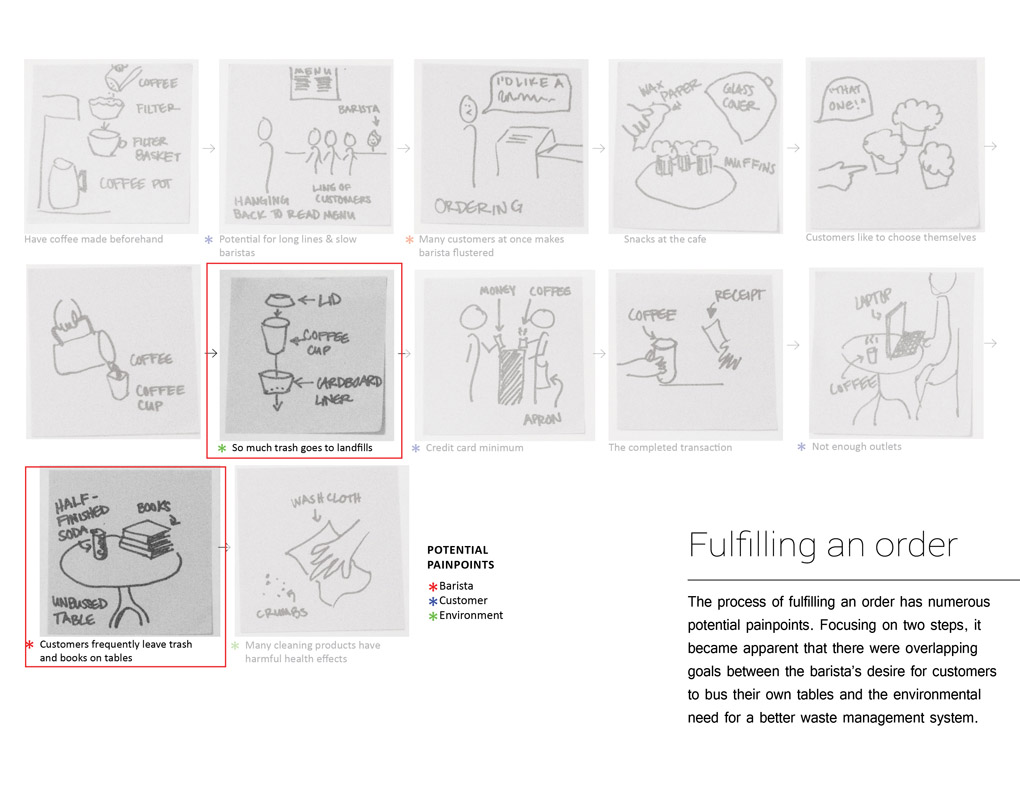 COFFEE
FILTER
FILTER
BASKET
COFFEE POT
Have coffee made beforehand
MENU
BARISTA
LINE OF
CUSTOMERS
HANGING
BACK TO READ MENU
* Potential for long lines & slow
baristas
I'D LIKE A
ORDERING
* Many customers at once makes
barista flustered
WAX
PAPER
GLASS
COVER
MUFFINS
Snacks at the cafe
"THAT
ONE!"
Customers like to choose themselves
COFFEE
COFFEE
CUP
LID
COFFEE
CUP
CARDBOARD
LINER
* So much trash goes to landfills
MONEY COFFEE
APRON
* Credit card minimum
COFFEE
RECEIPT
The completed transaction
LAPTOP
COFFEE
* Not enough outlets
HALF-
FINISHED
SODA
BOOKS
UNBUSSED
TABLE
* Customers frequently leave trash
and books on tables
WASH CLOTH
CRUMBS
* Many cleaning products have
harmful health effects
POTENTIAL
PAINPOINTS
* Barista
* Customer
* Environment
Fulfilling an order
The process of fulfilling an order has numerous
potential painpoints. Focusing on two steps, it
became apparent that there were overlapping
goals between the barista's desire for customers
to bus their own tables and the environmental
need for a better waste management system.